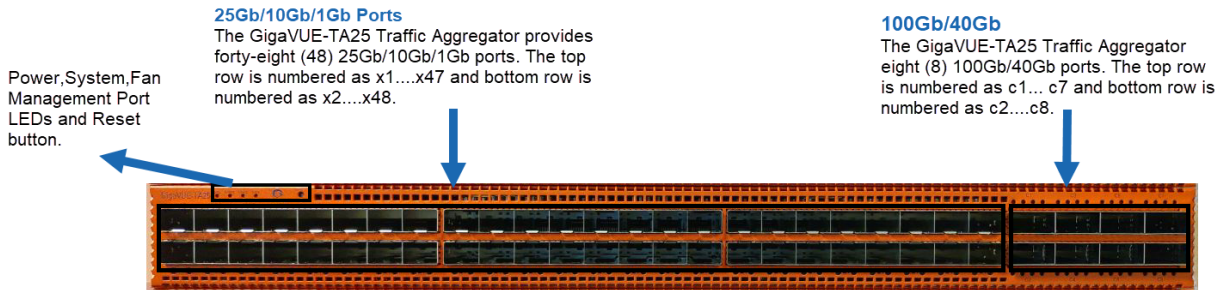 25Gb/10Gb/1Gb Ports
The GigaVUE-TA25 Traffic Aggregator provides
forty-eight (48) 25Gb/10Gb/1Gb ports. The top
row is numbered as x1....x47 and bottom row is
numbered as x2....x48.
100Gb/40Gb
The GigaVUE-TA25 Traffic Aggregator
eight (8) 100Gb/40Gb ports. The top row
is numbered as c1... c7 and bottom row is
numbered as c2....c8.
Power,System,Fan
Management Port
LEDs and Reset
button.
GigaVUE-TA25